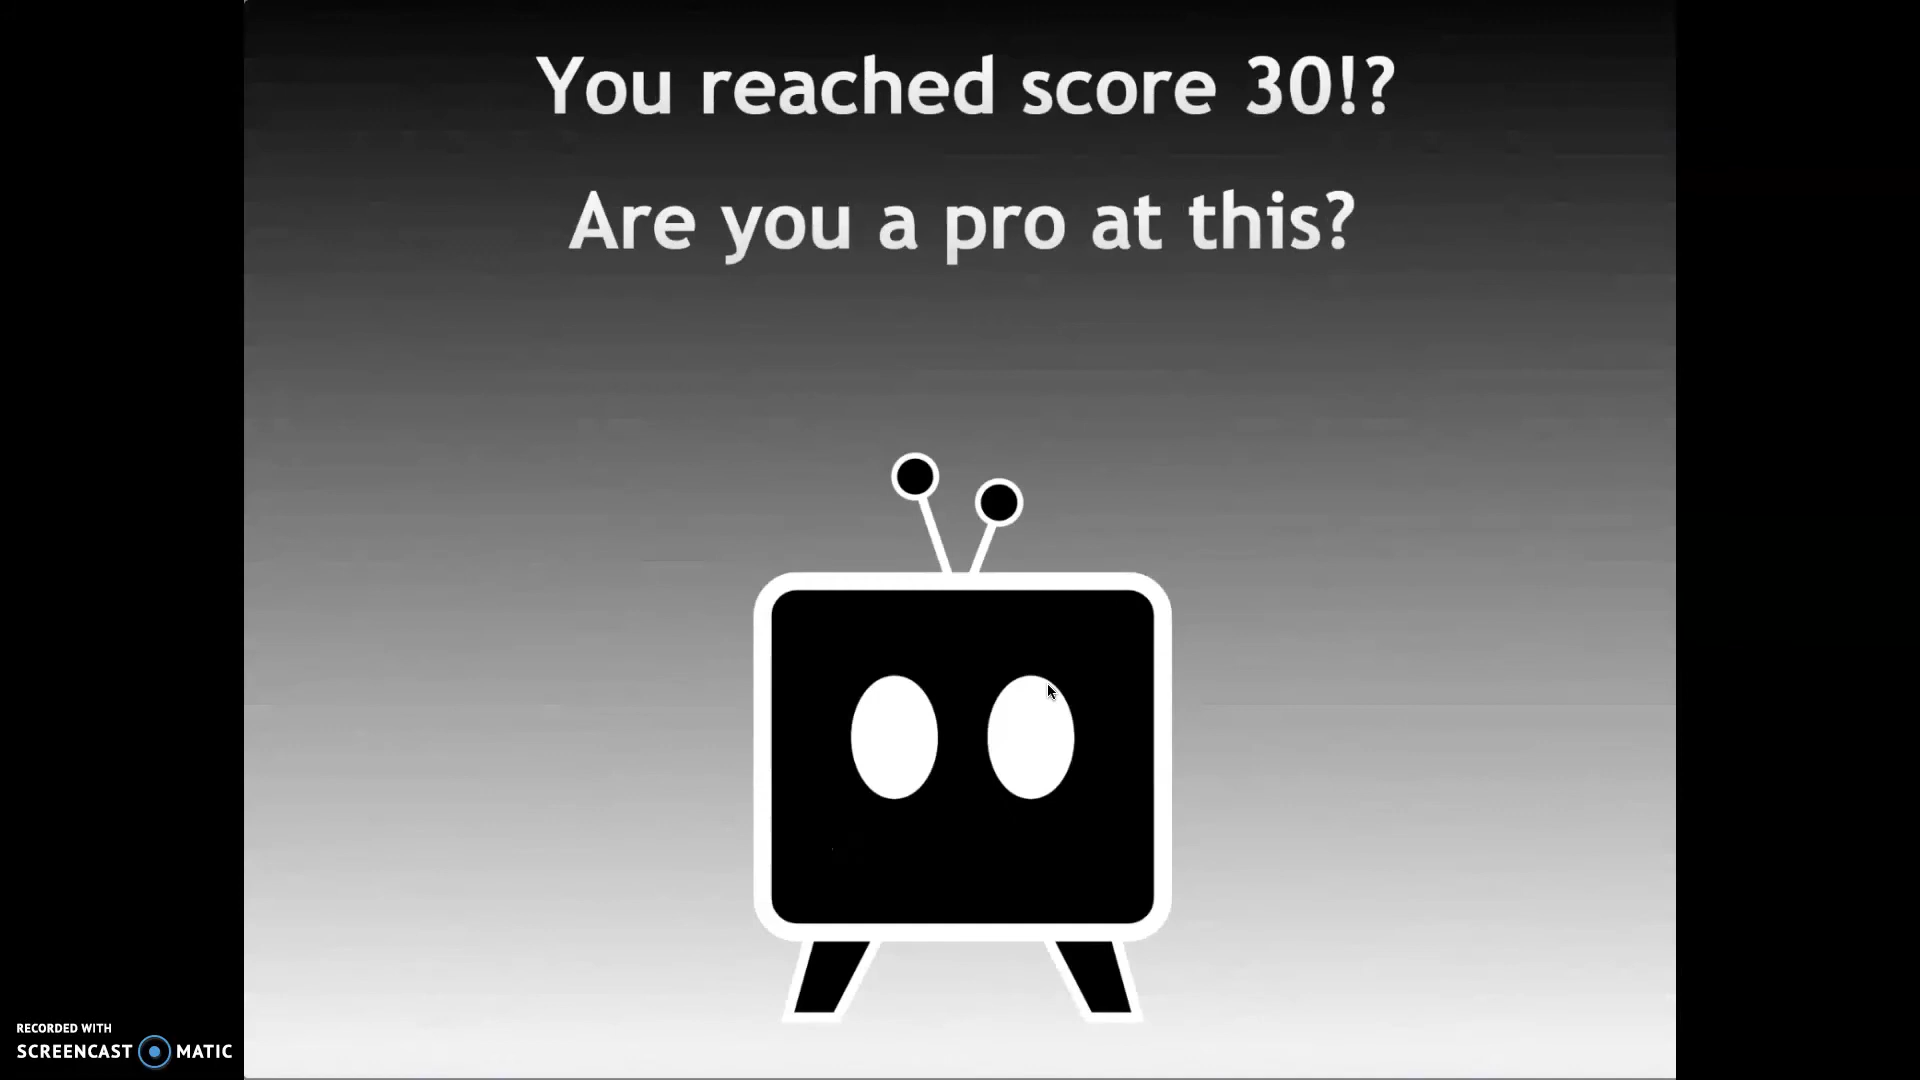 You reached score 30!?
Are you a pro at this?
RECORDED WITH
SCREENCAST MATIC